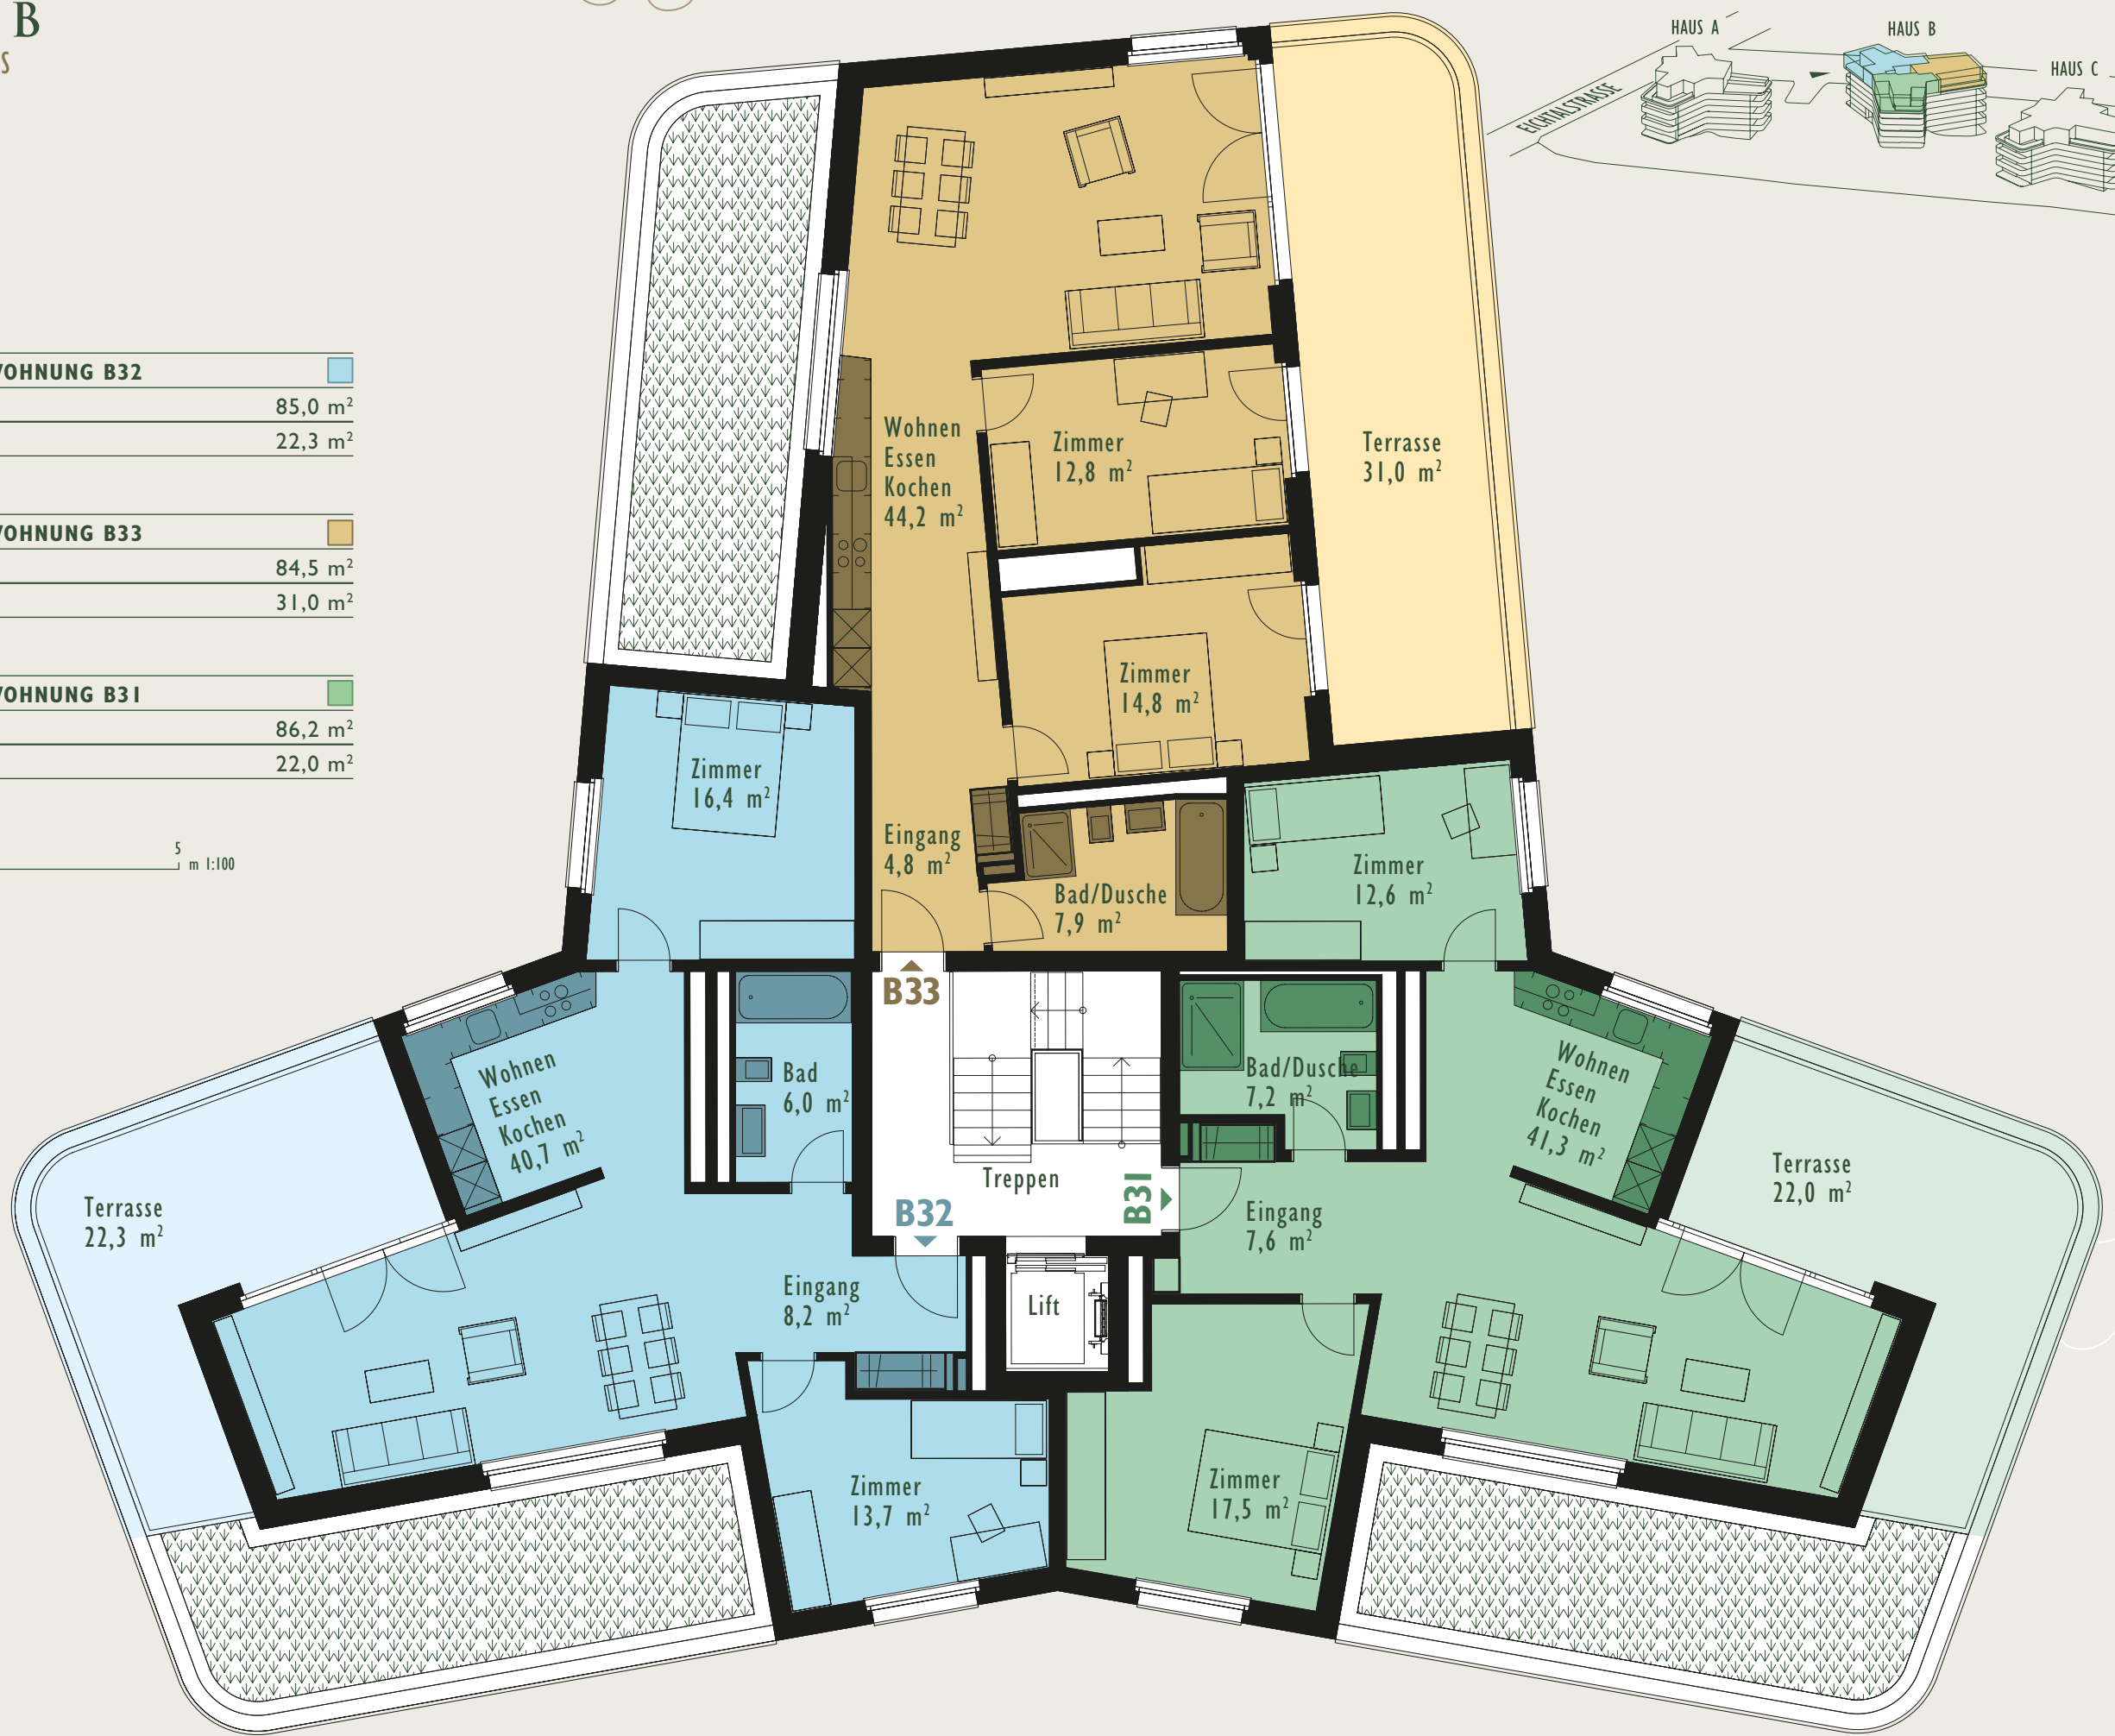 B
S
HAUS A
HAUS B
HAUS C
ECHTALSTRASSE
WOHNUNG B32
85,0 m²
22,3 m²
WOHNUNG B33
84,5 m²
31,0 m²
WOHNUNG B31
86,2 m²
22,0 m²
5
m 1:100
Wohnen
Essen
Kochen
44,2 m²
Zimmer
12,8 m²
Terrasse
31,0 m²
Zimmer
14,8 m²
Zimmer
16,4 m²
Eingang
4,8 m²
Bad/Dusche
7,9 m²
Zimmer
12,6 m²
B33
Wohnen
Essen
Kochen
40,7 m²
Bad
6,0 m²
Bad/Dusche
7,2 m²
Wohnen
Essen
Kochen
41,3 m²
Terrasse
22,3 m²
Treppen
B32
B31
Eingang
7,6 m²
Terrasse
22,0 m²
Eingang
8,2 m²
Lift
Zimmer
13,7 m²
Zimmer
17,5 m²